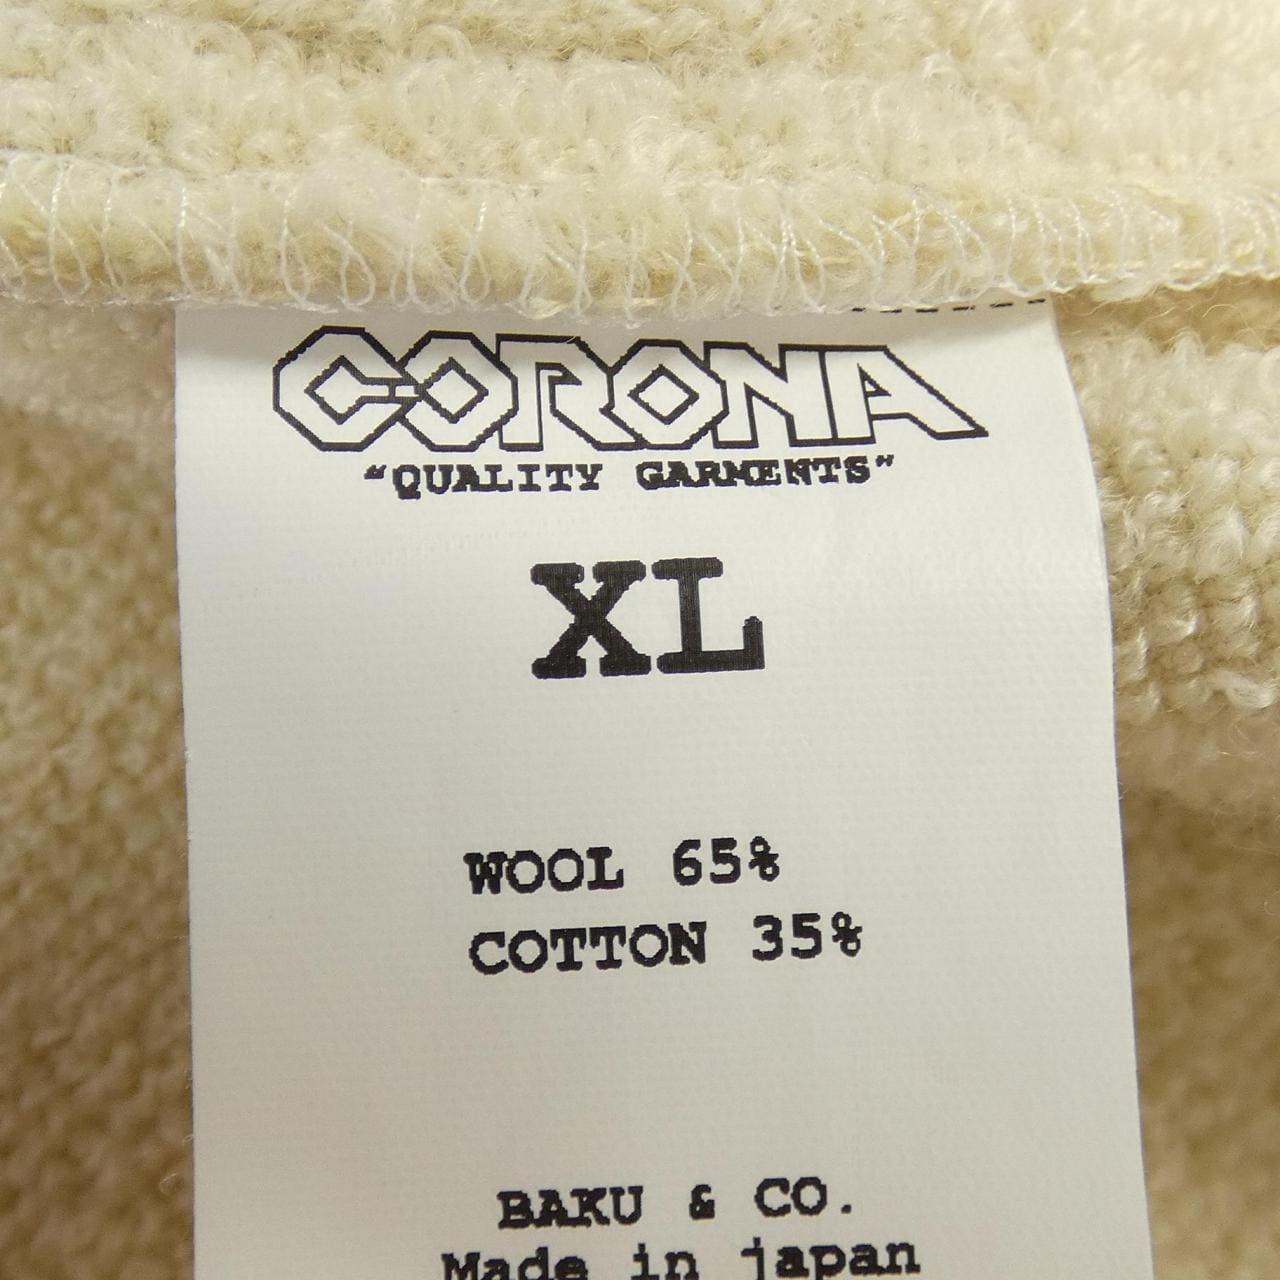 CORONA
"QUALITY GARMENTS"
XL
WOOL 65%
COTTON 35%
BAKU & CO.
Made in japan